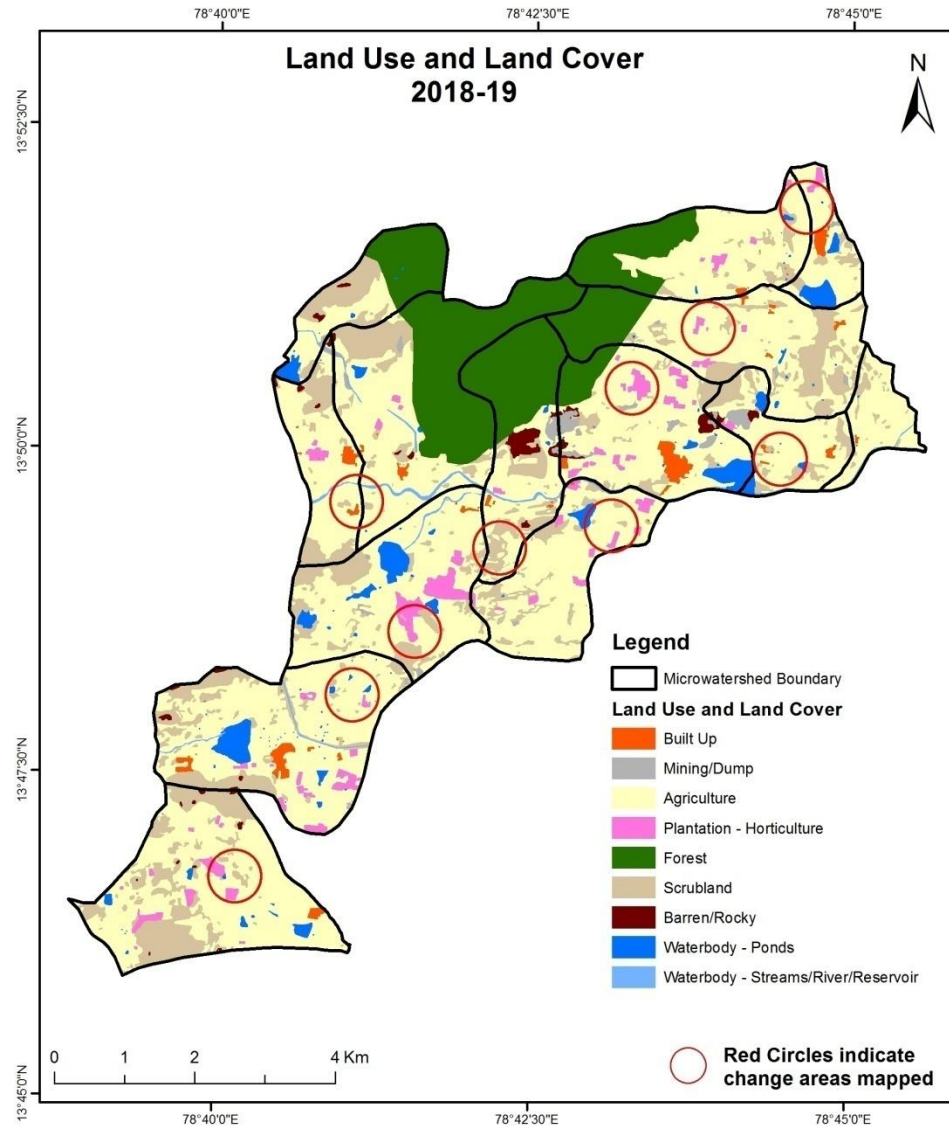 78°40'0"E
78°42'30"E
78°45'0"E
Land Use and Land Cover
2018-19
N
13°52'30"N
13°50'0"N
13°47'30"N
13°45'0"N
Legend
Microwatershed Boundary
Land Use and Land Cover
Built Up
Mining/Dump
Agriculture
Plantation - Horticulture
Forest
Scrubland
Barren/Rocky
Waterbody - Ponds
Waterbody - Streams/River/Reservoir
0 1 2 4 Km
Red Circles indicate
change areas mapped
78°40'0"E
78°42'30"E
78°45'0"E